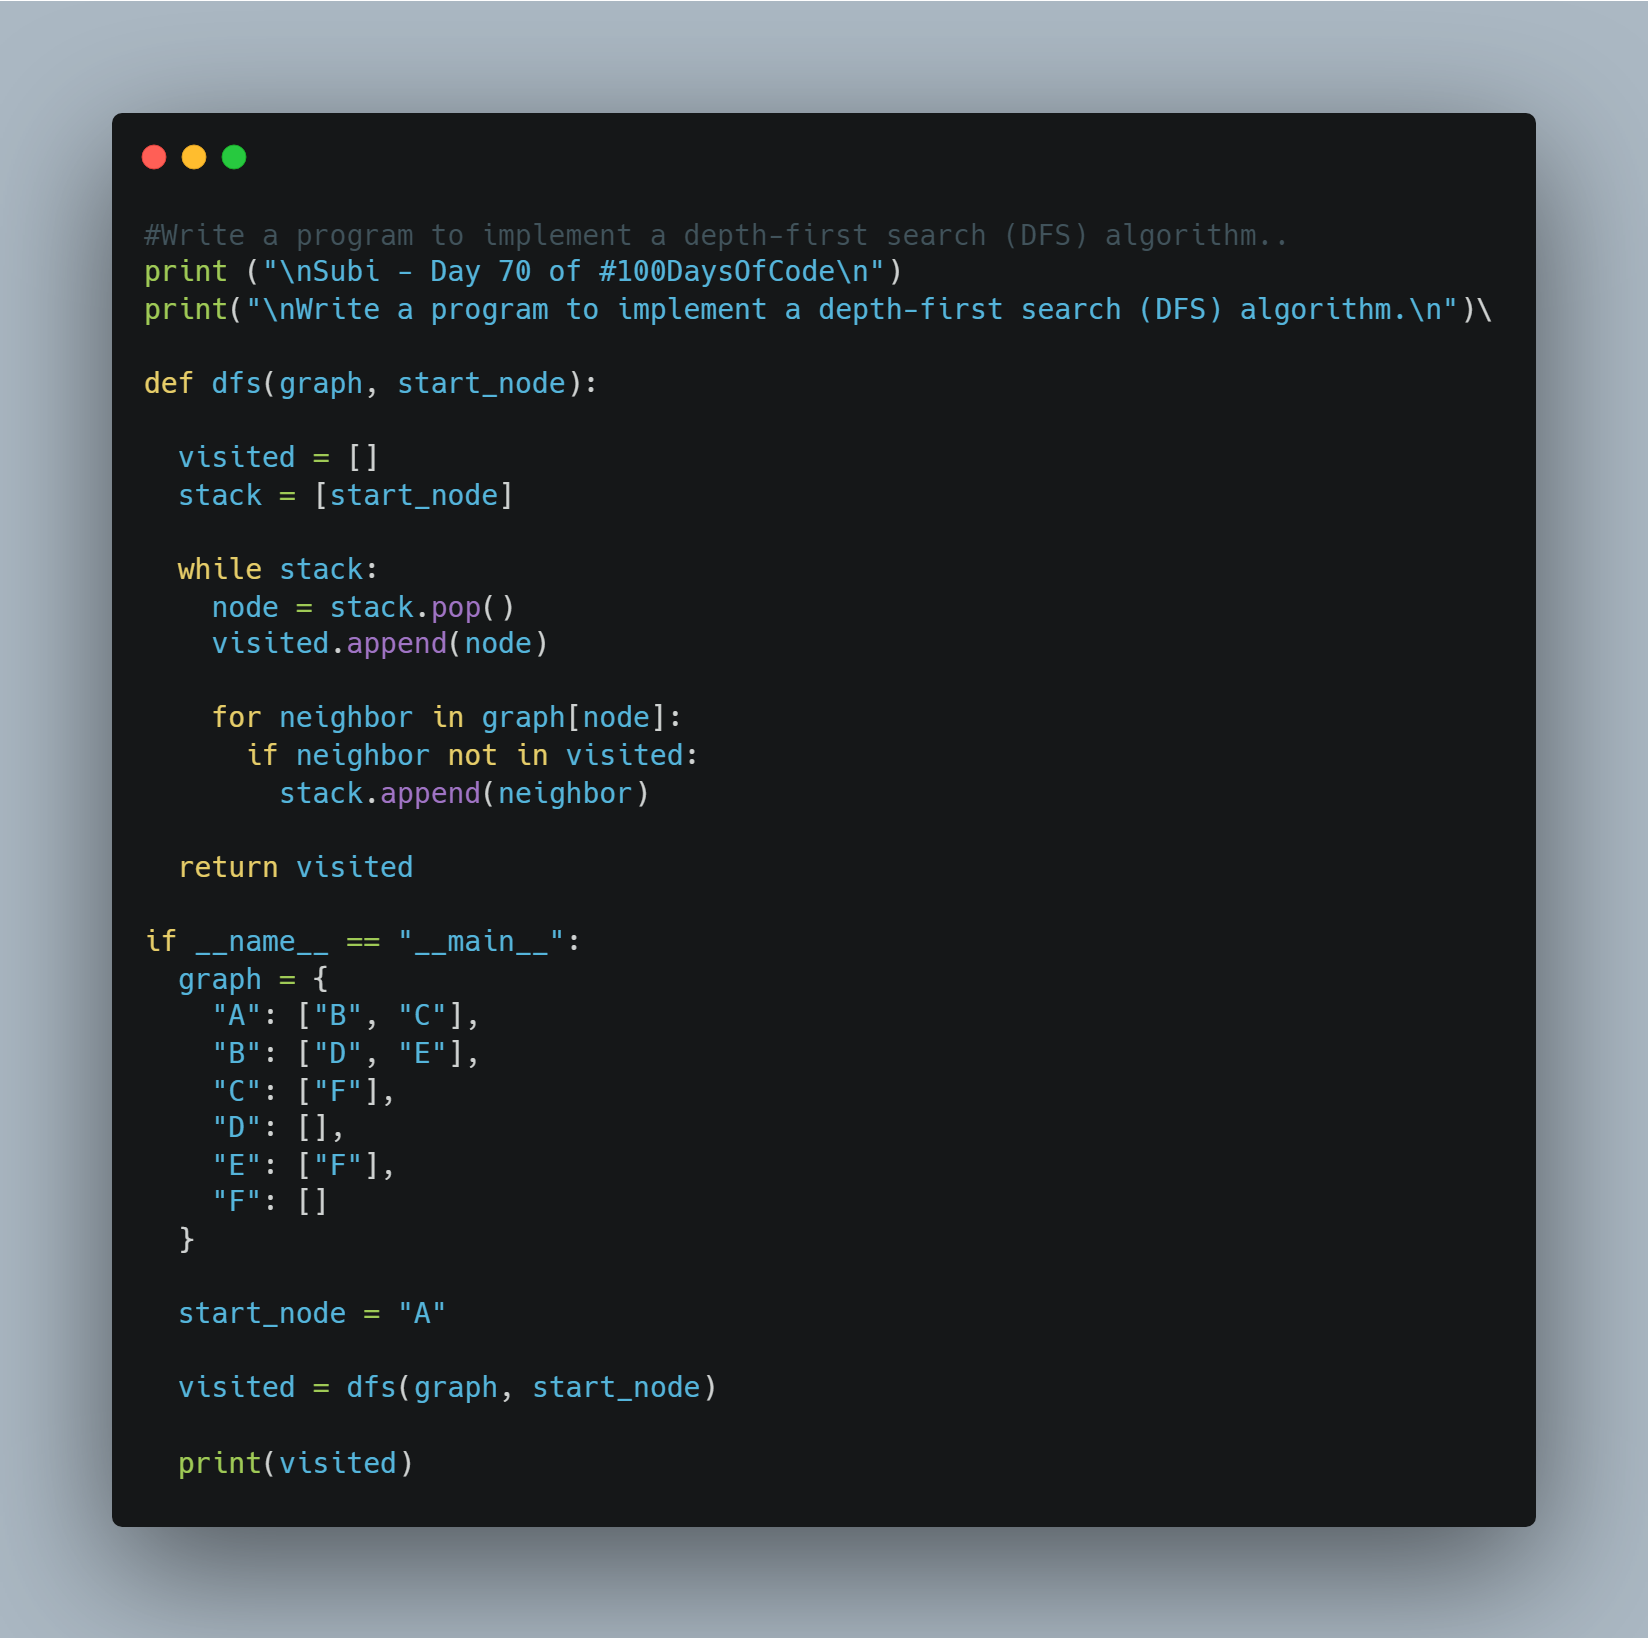 #Write a program to implement a depth-first search (DFS) algorithm..
print ("\nSubi - Day 70 of #100DaysOfCode\n")
print("\nWrite a program to implement a depth-first search (DFS) algorithm.\n")\

def dfs(graph, start_node):

  visited = []
  stack = [start_node]

  while stack:
    node = stack.pop()
    visited.append(node)

    for neighbor in graph[node]:
      if neighbor not in visited:
        stack.append(neighbor)

  return visited

if __name__ == "__main__":
  graph = {
    "A": ["B", "C"],
    "B": ["D", "E"],
    "C": ["F"],
    "D": [],
    "E": ["F"],
    "F": []
  }

  start_node = "A"

  visited = dfs(graph, start_node)

  print(visited)